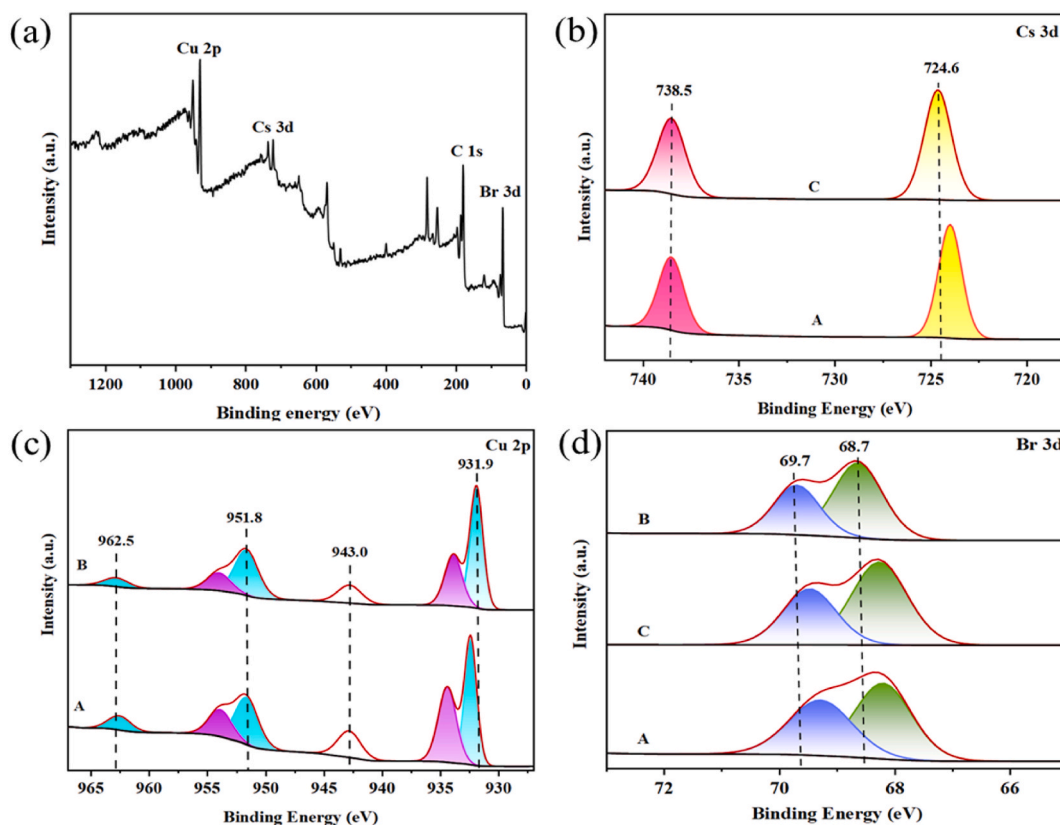 (a)
Cu 2p
Cs 3d
C 1s
Br 3d
Intensity (a.u.)
1200 1000 800 600 400 200 0
Binding energy (eV)
(b)
Cs 3d
738.5
724.6
C
A
Intensity (a.u.)
740 735 730 725 720
Binding Energy (eV)
(c)
Cu 2p
931.9
951.8
962.5
943.0
B
A
Intensity (a.u.)
965 960 955 950 945 940 935 930
Binding Energy (eV)
(d)
Br 3d
69.7 68.7
B
C
A
Intensity (a.u.)
72 70 68 66
Binding Energy (eV)